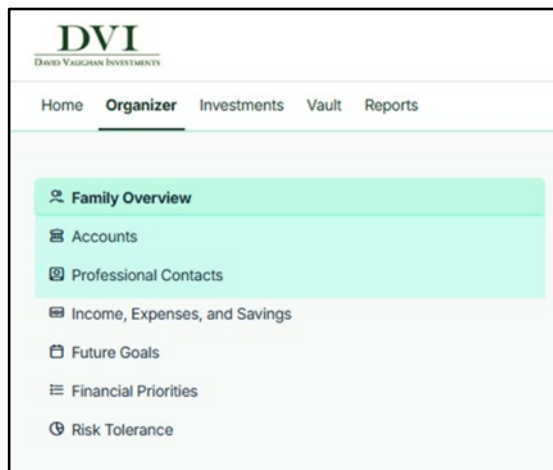 DVI
DAVID VAUGHAN INVESTMENTS
Home Organizer Investments Vault Reports
Family Overview
Accounts
Professional Contacts
Income, Expenses, and Savings
Future Goals
Financial Priorities
Risk Tolerance